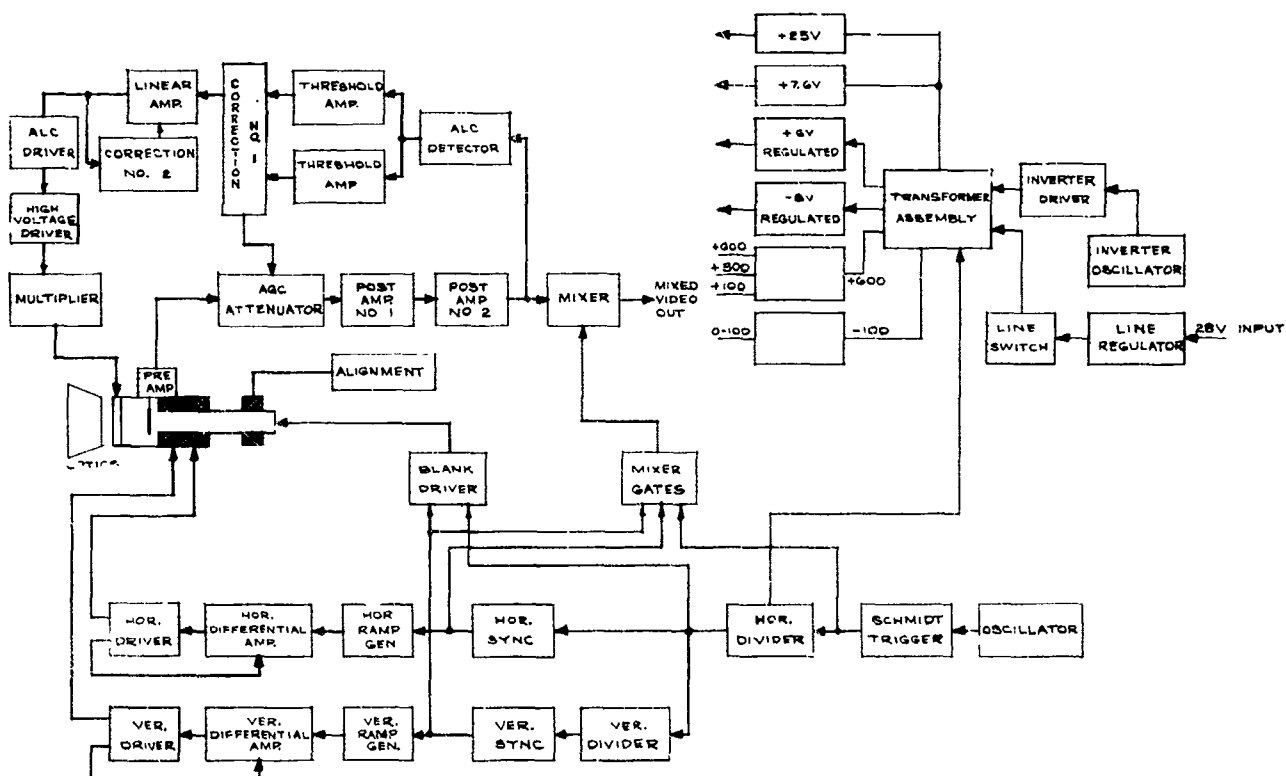 +25V
+7.6V
+6V
REGULATED
-8V
REGULATED
LINEAR
AMP.
CORRECTION
NO. 1
THRESHOLD
AMP.
ALC
DETECTOR
ALC
DRIVER
CORRECTION
NO. 2
THRESHOLD
AMP
HIGH
VOLTAGE
DRIVER
TRANSFORMER
ASSEMBLY
INVERTER
DRIVER
INVERTER
OSCILLATOR
+600
+300
+100
+600
MULTIPLIER
AGC
ATTENUATOR
POST
AMP
NO 1
POST
AMP
NO 2
MIXER
MIXED
VIDEO
OUT
0-100
-100
LINE
SWITCH
LINE
REGULATOR
28V INPUT
PRE
AMP
ALIGNMENT
BLANK
DRIVER
MIXER
GATES
HOR.
DRIVER
HOR.
DIFFERENTIAL
AMP.
HOR
RAMP
GEN
HOR.
SYNC
HOR.
DIVIDER
SCHMIDT
TRIGGER
OSCILLATOR
VER.
DRIVER
VER.
DIFFERENTIAL
AMP.
VER.
RAMP
GEN.
VER.
SYNC
VER.
DIVIDER